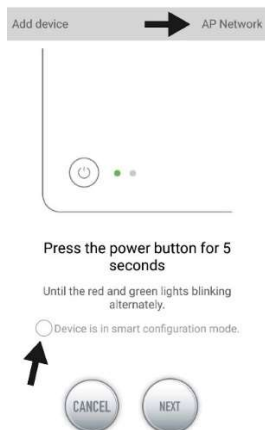 Add device AP Network
Press the power button for 5
seconds
Until the red and green lights blinking
alternately.
Device is in smart configuration mode.
CANCEL NEXT